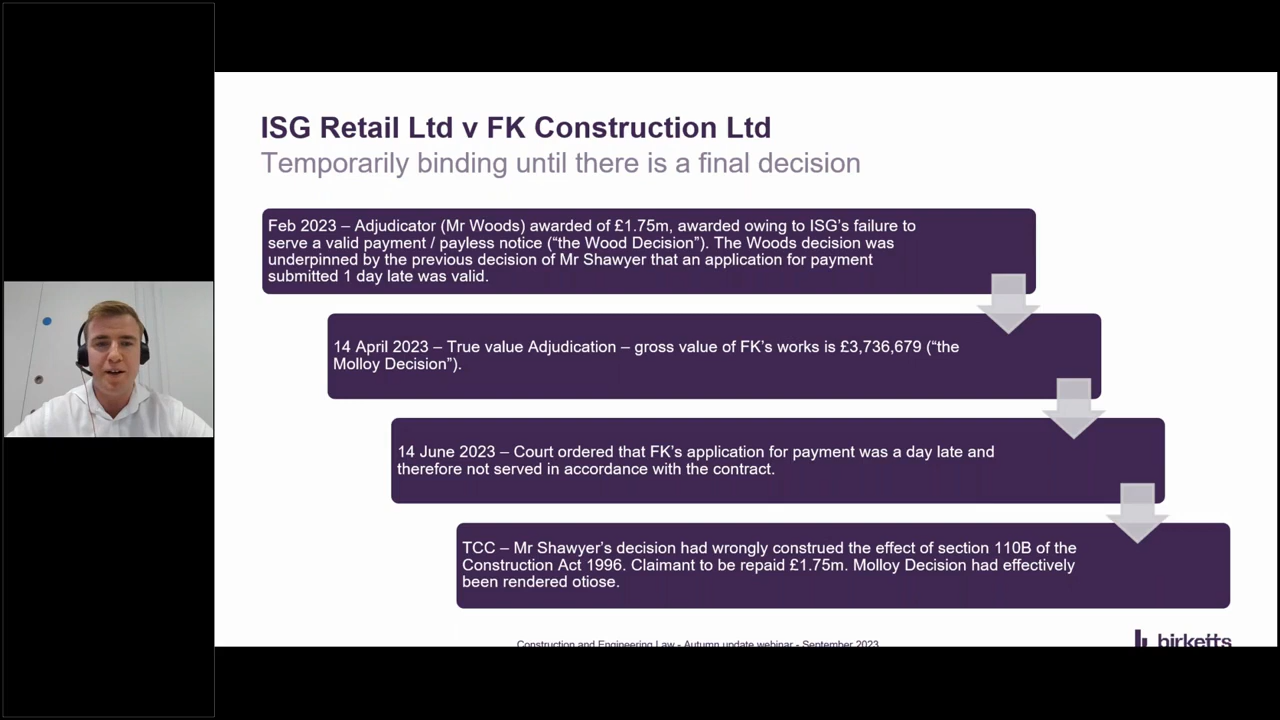 ISG Retail Ltd v FK Construction Ltd
Temporarily binding until there is a final decision
Feb 2023 – Adjudicator (Mr Woods) awarded of £1.75m, awarded owing to ISG's failure to
serve a valid payment / payless notice ("the Wood Decision"). The Woods decision was
underpinned by the previous decision of Mr Shawyer that an application for payment
submitted 1 day late was valid.
14 April 2023 – True value Adjudication – gross value of FK's works is £3,736,679 ("the
Molloy Decision").
14 June 2023 – Court ordered that FK's application for payment was a day late and
therefore not served in accordance with the contract.
TCC – Mr Shawyer's decision had wrongly construed the effect of section 110B of the
Construction Act 1996. Claimant to be repaid £1.75m. Molloy Decision had effectively
been rendered otiose.
Construction and Engineering Law - Autumn update webinar - September 2023
birketts